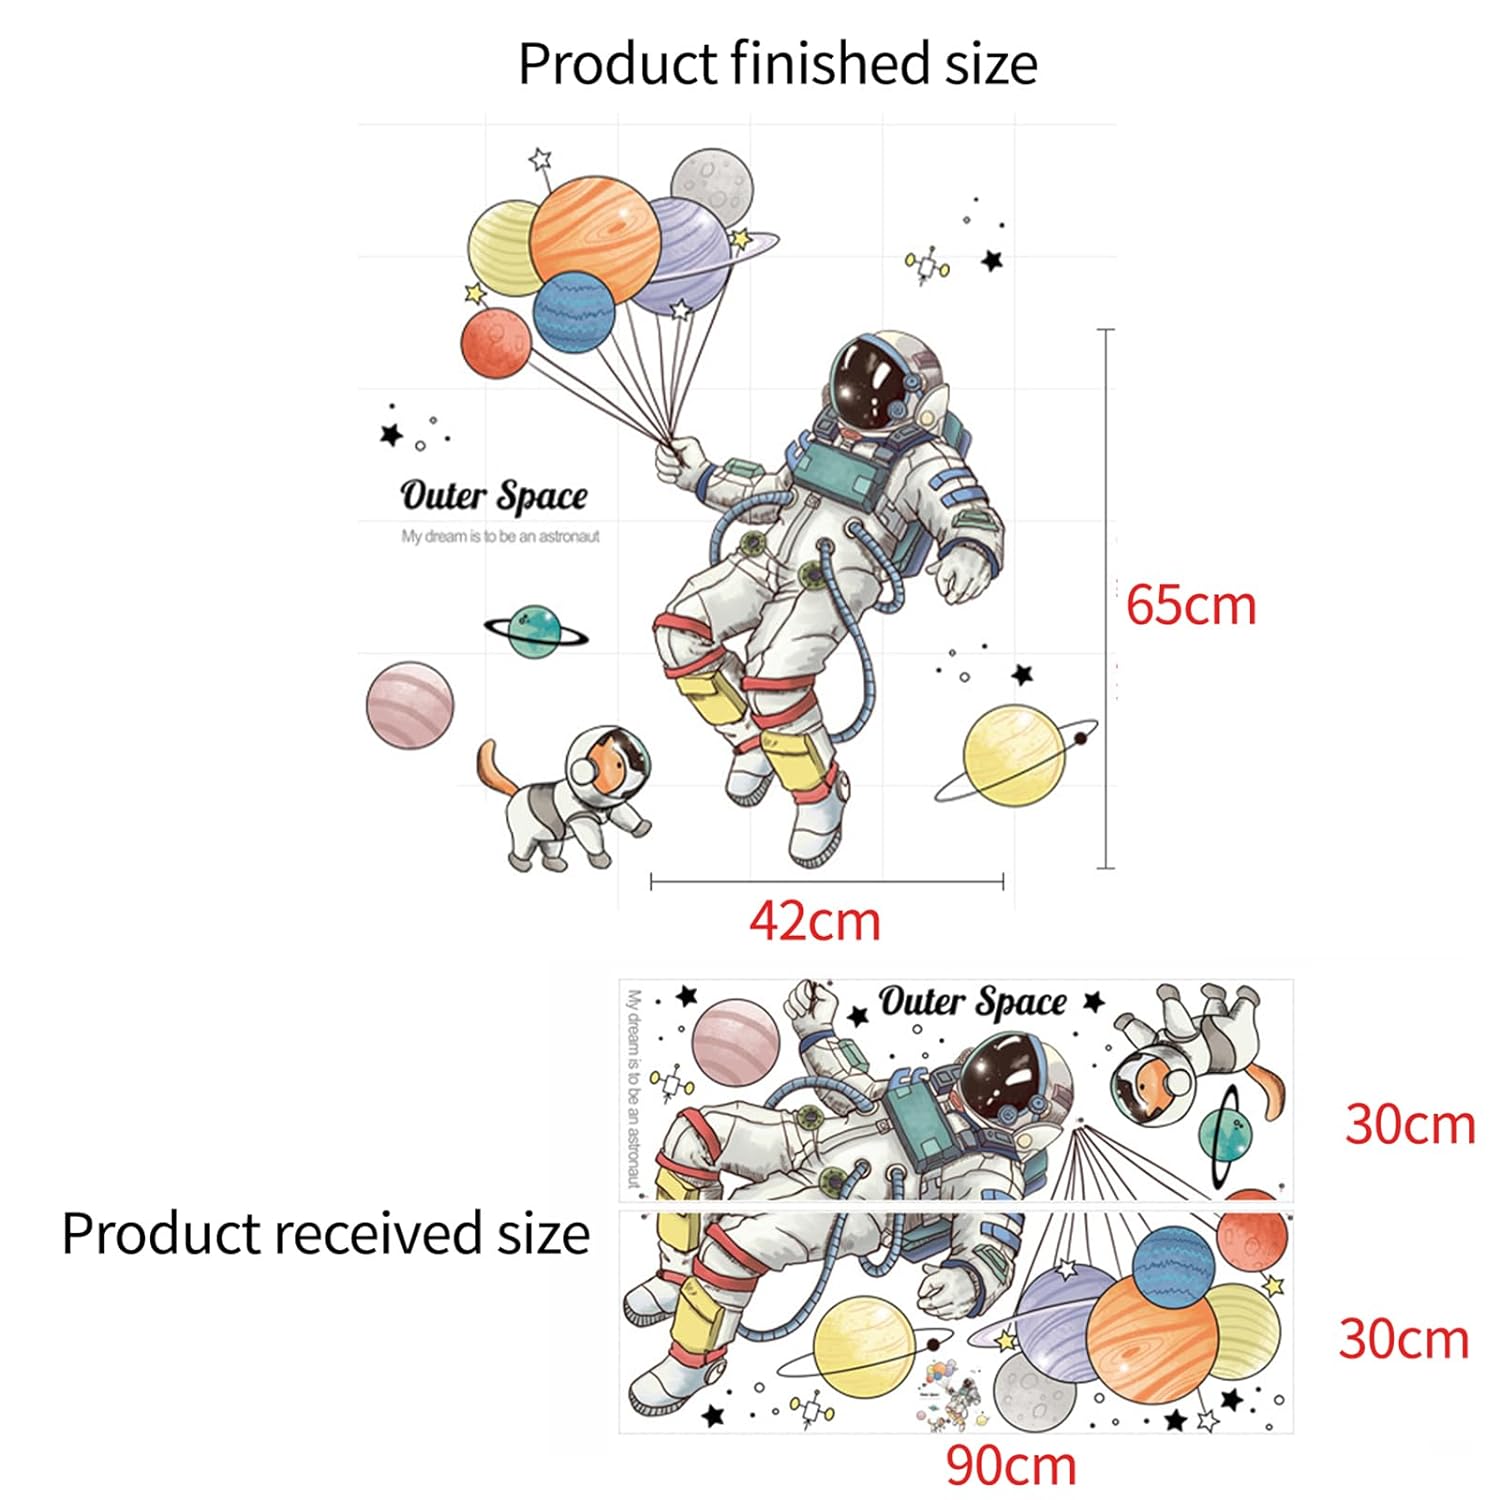 Product finished size
Outer Space
My dream is to be an astronaut
65cm
42cm
My dream is to be an astronaut
Outer Space
30cm
Product received size
30cm
90cm